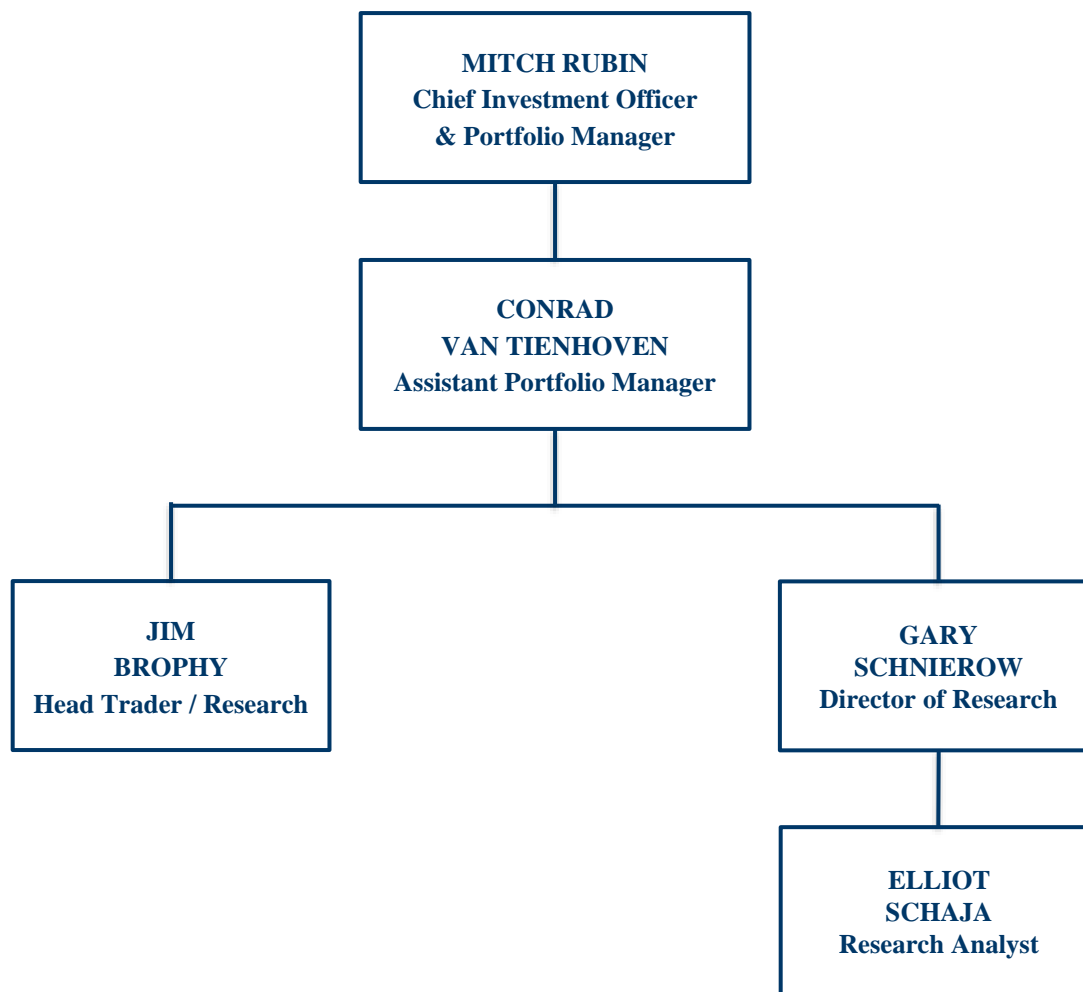 MITCH RUBIN
Chief Investment Officer
& Portfolio Manager
CONRAD
VAN TIENHOVEN
Assistant Portfolio Manager
JIM
BROPHY
Head Trader / Research
GARY
SCHNIEROW
Director of Research
ELLIOT
SCHAJA
Research Analyst